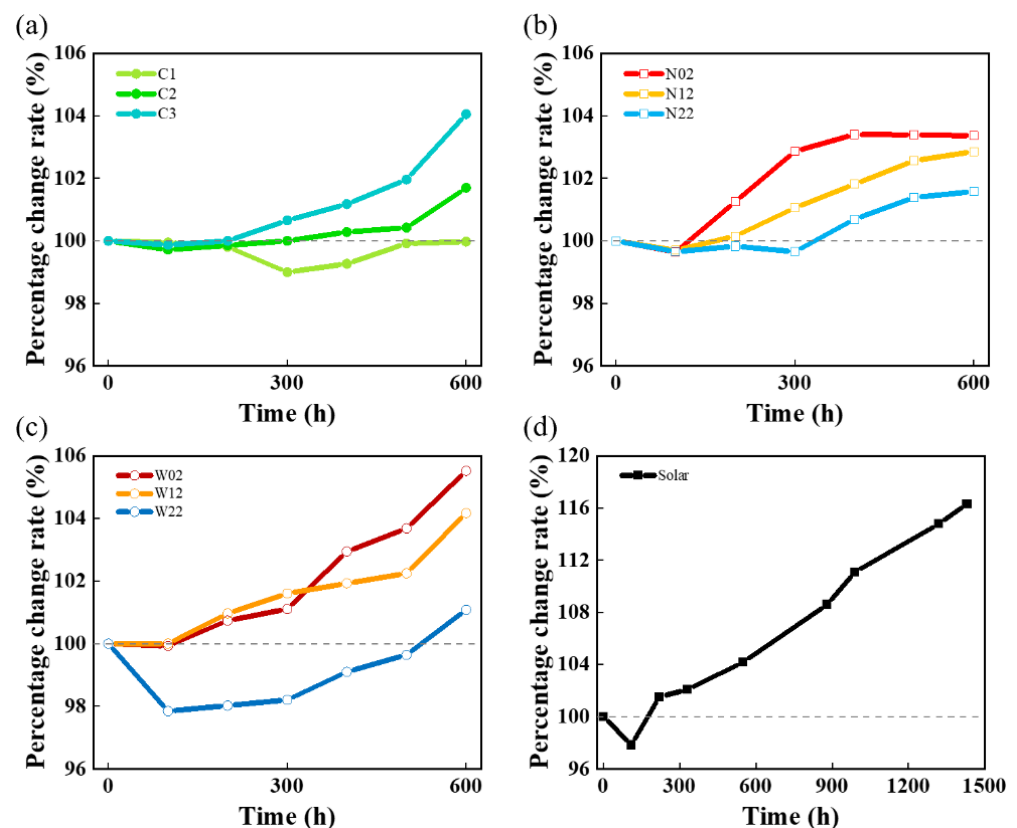 (a)
Percentage change rate (%)
106
104
102
100
98
96
C1
C2
C3
0
300
600
Time (h)
(b)
Percentage change rate (%)
106
104
102
100
98
96
N02
N12
N22
0
300
600
Time (h)
(c)
Percentage change rate (%)
106
104
102
100
98
96
W02
W12
W22
0
300
600
Time (h)
(d)
Percentage change rate (%)
120
116
112
108
104
100
96
Solar
0
300
600
900
1200
1500
Time (h)